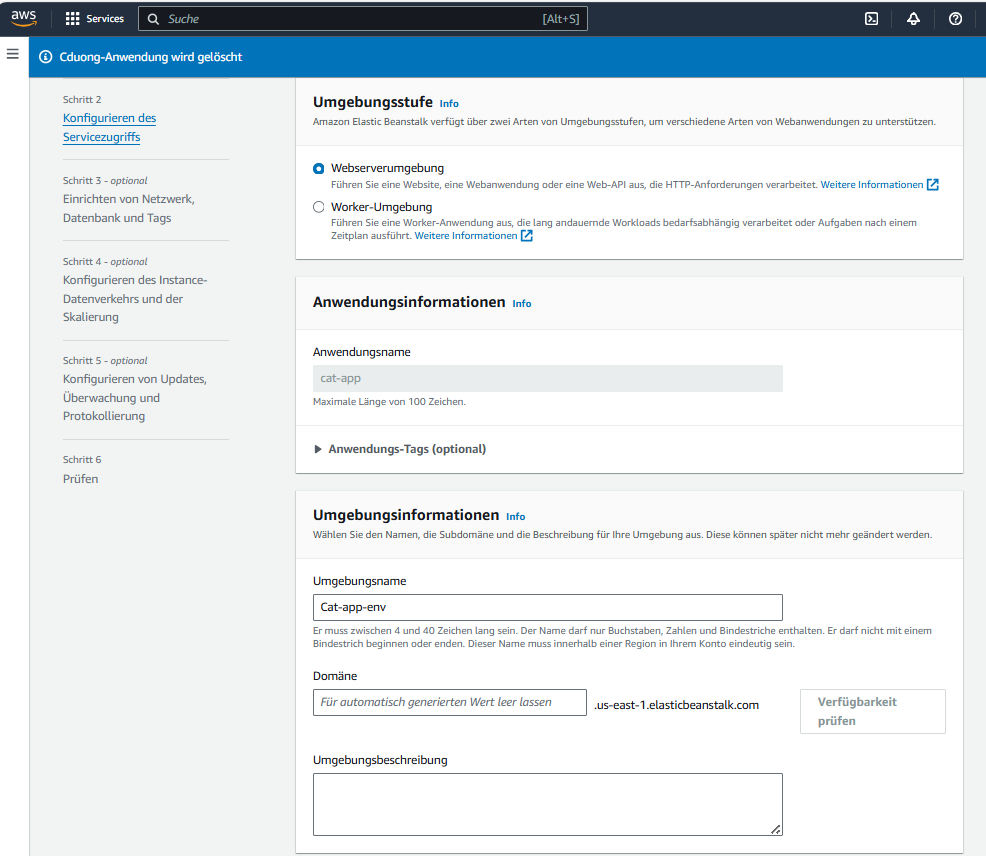 aws
Services
Suche
[Alt+S]
Cduong-Anwendung wird gelöscht
Schritt 2
Konfigurieren des
Servicezugriffs
Schritt 3 - optional
Einrichten von Netzwerk,
Datenbank und Tags
Schritt 4 - optional
Konfigurieren des Instance-
Datenverkehrs und der
Skalierung
Schritt 5 - optional
Konfigurieren von Updates,
Überwachung und
Protokollierung
Schritt 6
Prüfen
Umgebungsstufe Info
Amazon Elastic Beanstalk verfügt über zwei Arten von Umgebungsstufen, um verschiedene Arten von Webanwendungen zu unterstützen.
Webserverumgebung
Führen Sie eine Website, eine Webanwendung oder eine Web-API aus, die HTTP-Anforderungen verarbeitet. Weitere Informationen
Worker-Umgebung
Führen Sie eine Worker-Anwendung aus, die lang andauernde Workloads bedarfsabhängig verarbeitet oder Aufgaben nach einem
Zeitplan ausführt. Weitere Informationen
Anwendungsinformationen Info
Anwendungsname
cat-app
Maximale Länge von 100 Zeichen.
Anwendungs-Tags (optional)
Umgebungsinformationen Info
Wählen Sie den Namen, die Subdomäne und die Beschreibung für Ihre Umgebung aus. Diese können später nicht mehr geändert werden.
Umgebungsname
Cat-app-env
Er muss zwischen 4 und 40 Zeichen lang sein. Der Name darf nur Buchstaben, Zahlen und Bindestriche enthalten. Er darf nicht mit einem
Bindestrich beginnen oder enden. Dieser Name muss innerhalb einer Region in Ihrem Konto eindeutig sein.
Domäne
Für automatisch generierten Wert leer lassen
.us-east-1.elasticbeanstalk.com
Verfügbarkeit
prüfen
Umgebungsbeschreibung